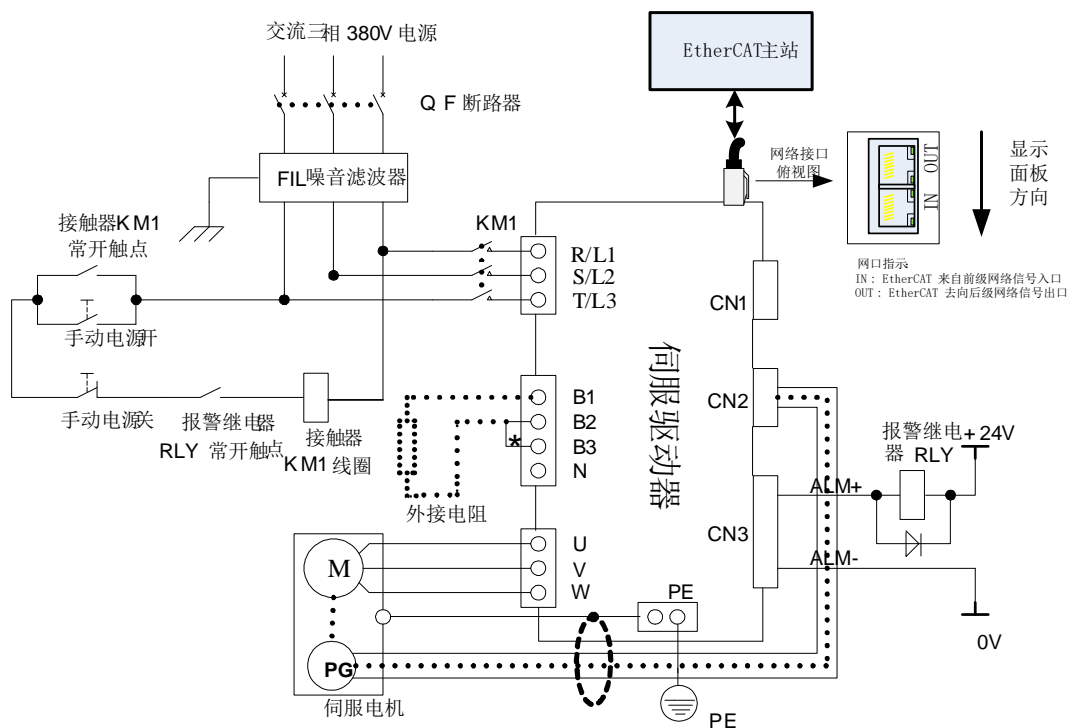 交流三相 380V 电源
QF 断路器
FIL噪音滤波器
EtherCAT主站
网络接口
俯视图
OUT
IN
显示
面板
方向
网口指示:
IN: EtherCAT 来自前级网络信号入口
OUT: EtherCAT 去向后级网络信号出口
接触器KM1
常开触点
手动电源开
手动电源关
报警继电器
RLY 常开触点
接触器
KM1 线圈
KM1
R/L1
S/L2
T/L3
B1
B2
*
B3
N
外接电阻
U
V
W
伺服驱动器
CN1
CN2
CN3
ALM+
ALM-
报警继电
器 RLY
+24V
0V
M
PG
伺服电机
PE
PE